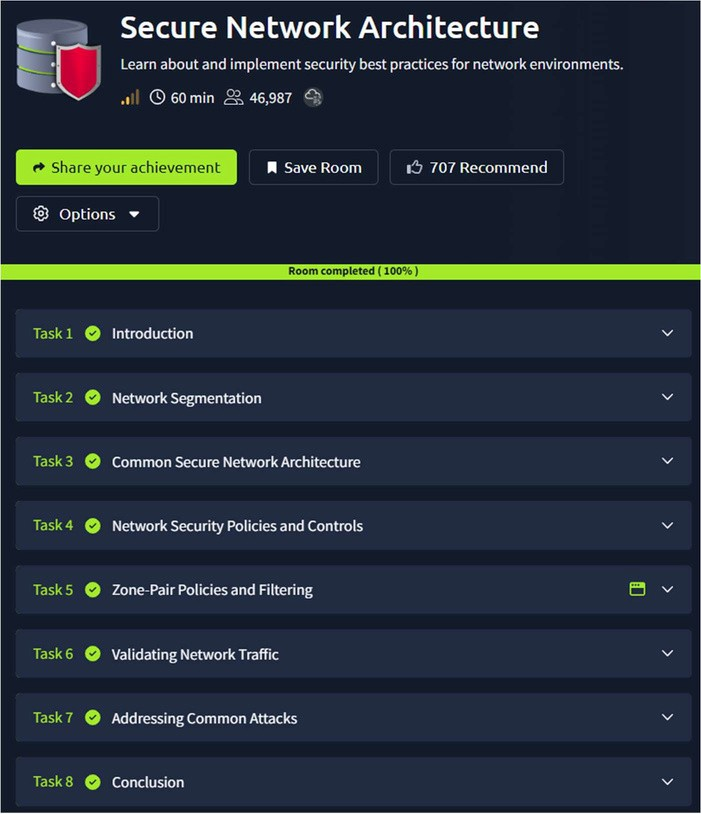 Secure Network Architecture
Learn about and implement security best practices for network environments.
60 min 46,987
Share your achievement Save Room 707 Recommend
Options
Room completed ( 100% )
Task 1 Introduction
Task 2 Network Segmentation
Task 3 Common Secure Network Architecture
Task 4 Network Security Policies and Controls
Task 5 Zone-Pair Policies and Filtering
Task 6 Validating Network Traffic
Task 7 Addressing Common Attacks
Task 8 Conclusion